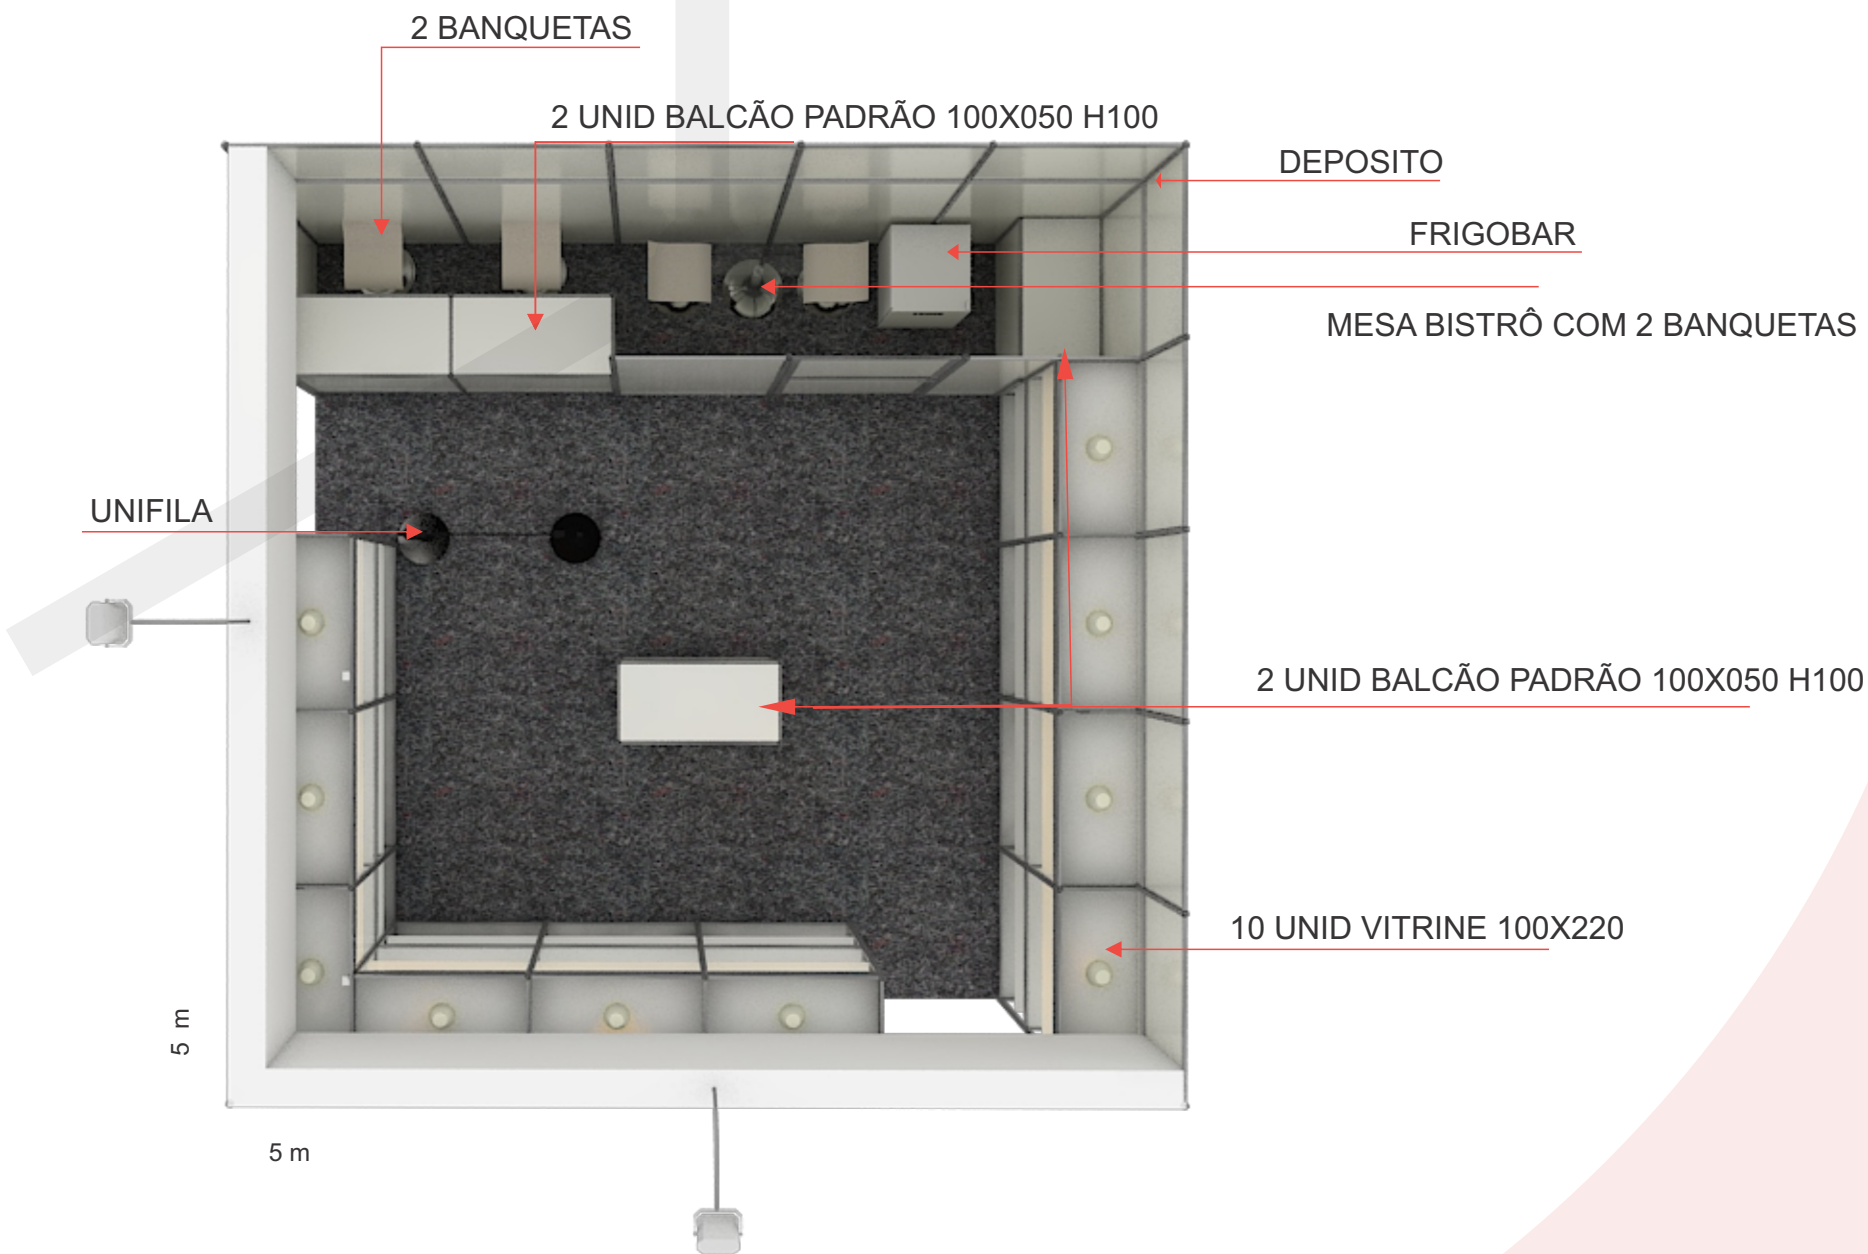 2 BANQUETAS
2 UNID BALCÃO PADRÃO 100X050 H100
DEPOSITO
FRIGOBAR
MESA BISTRÔ COM 2 BANQUETAS
UNIFILA
2 UNID BALCÃO PADRÃO 100X050 H100
10 UNID VITRINE 100X220
5 m
5 m